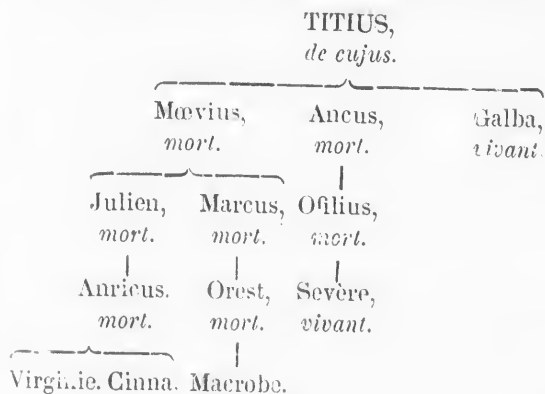 TITIUS,
de cujus.
Mœvius, Ancus, Galba,
mort. mort. vivant.
Julien, Marcus, Ofilius,
mort. mort. mort.
Anricus. Orest, Sevère,
mort. mort. vivant.
Virginie. Cinna. Macrobe.